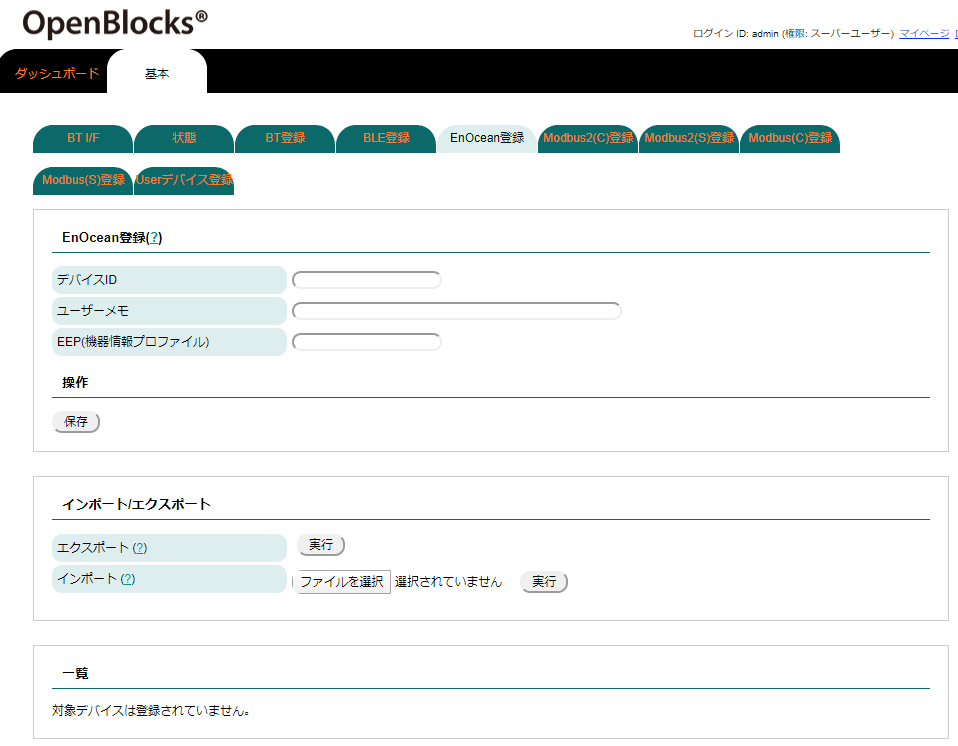 OpenBlocks®
ログイン ID: admin (権限: スーパーユーザー) マイページ
ダッシュボード 基本
BT I/F 状態 BT登録 BLE登録 EnOcean登録 Modbus2(C)登録 Modbus2(S)登録 Modbus(C)登録
Modbus(S)登録 Userデバイス登録
EnOcean登録(?)
デバイスID
ユーザーメモ
EEP(機器情報プロファイル)
操作
保存
インポート/エクスポート
エクスポート (?) 実行
インポート (?) ファイルを選択 選択されていません 実行
一覧
対象デバイスは登録されていません。